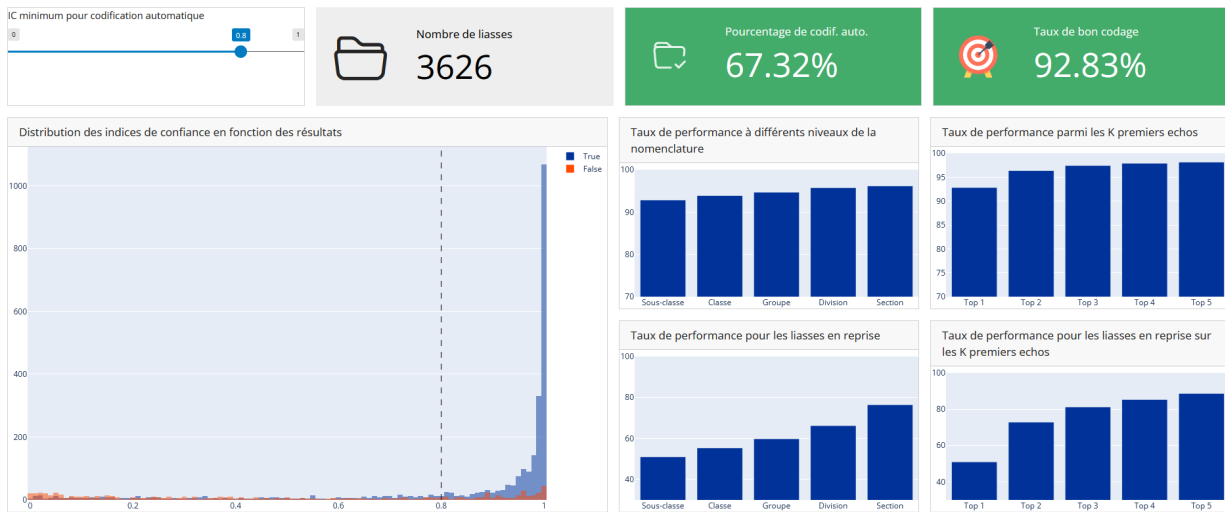 IC minimum pour codification automatique
0
0.8
1
Nombre de liasses
3626
Pourcentage de codif. auto.
67.32%
Taux de bon codage
92.83%
Distribution des indices de confiance en fonction des résultats
True
False
1000
800
600
400
200
0
0 0.2 0.4 0.6 0.8 1
Taux de performance à différents niveaux de la
nomenclature
100
90
80
70
Sous-classe Classe Groupe Division Section
Taux de performance parmi les K premiers echos
100
95
90
85
80
75
70
Top 1 Top 2 Top 3 Top 4 Top 5
Taux de performance pour les liasses en reprise
100
80
60
40
Sous-classe Classe Groupe Division Section
Taux de performance pour les liasses en reprise sur
les K premiers echos
100
80
60
40
Top 1 Top 2 Top 3 Top 4 Top 5